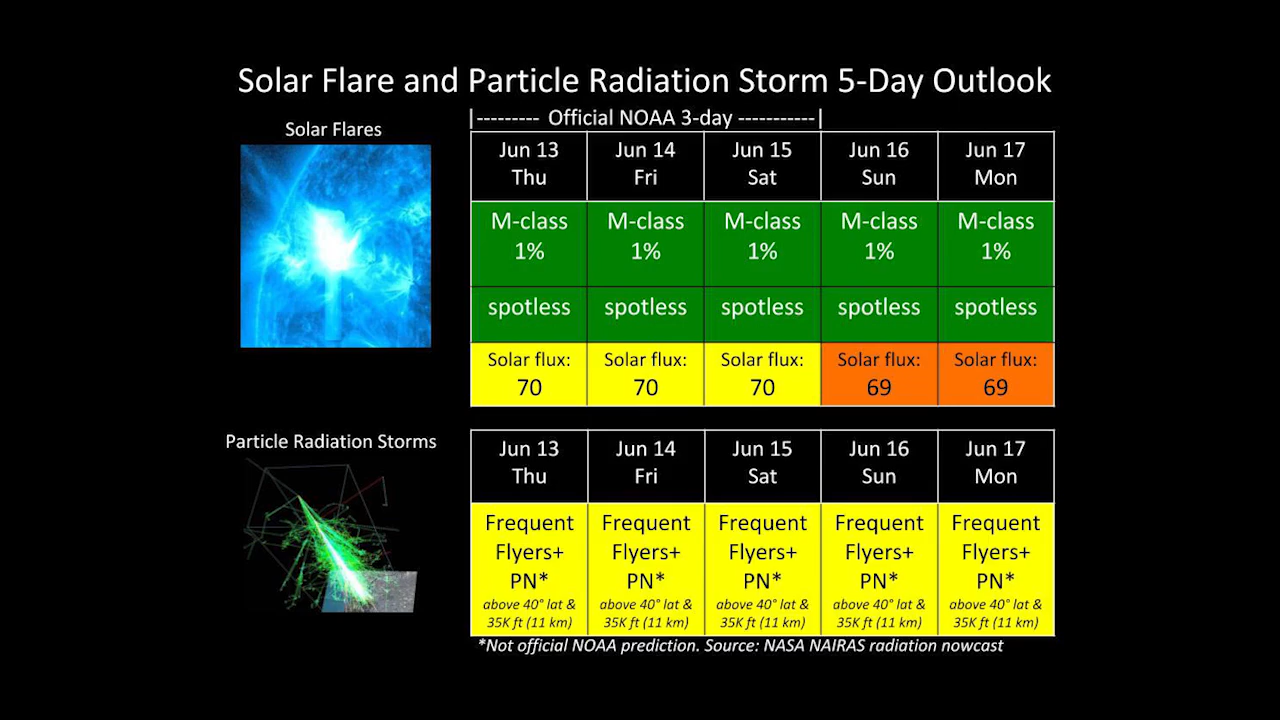 Solar Flare and Particle Radiation Storm 5-Day Outlook
|--------- Official NOAA 3-day -----------|
Solar Flares
Jun 13 Jun 14 Jun 15 Jun 16 Jun 17
Thu Fri Sat Sun Mon
M-class M-class M-class M-class M-class
1% 1% 1% 1% 1%
spotless spotless spotless spotless spotless
Solar flux: Solar flux: Solar flux: Solar flux: Solar flux:
70 70 70 69 69
Particle Radiation Storms
Jun 13 Jun 14 Jun 15 Jun 16 Jun 17
Thu Fri Sat Sun Mon
Frequent Frequent Frequent Frequent Frequent
Flyers+ Flyers+ Flyers+ Flyers+ Flyers+
PN* PN* PN* PN* PN*
above 40° lat & above 40° lat & above 40° lat & above 40° lat & above 40° lat &
35K ft (11 km) 35K ft (11 km) 35K ft (11 km) 35K ft (11 km) 35K ft (11 km)
*Not official NOAA prediction. Source: NASA NAIRAS radiation nowcast